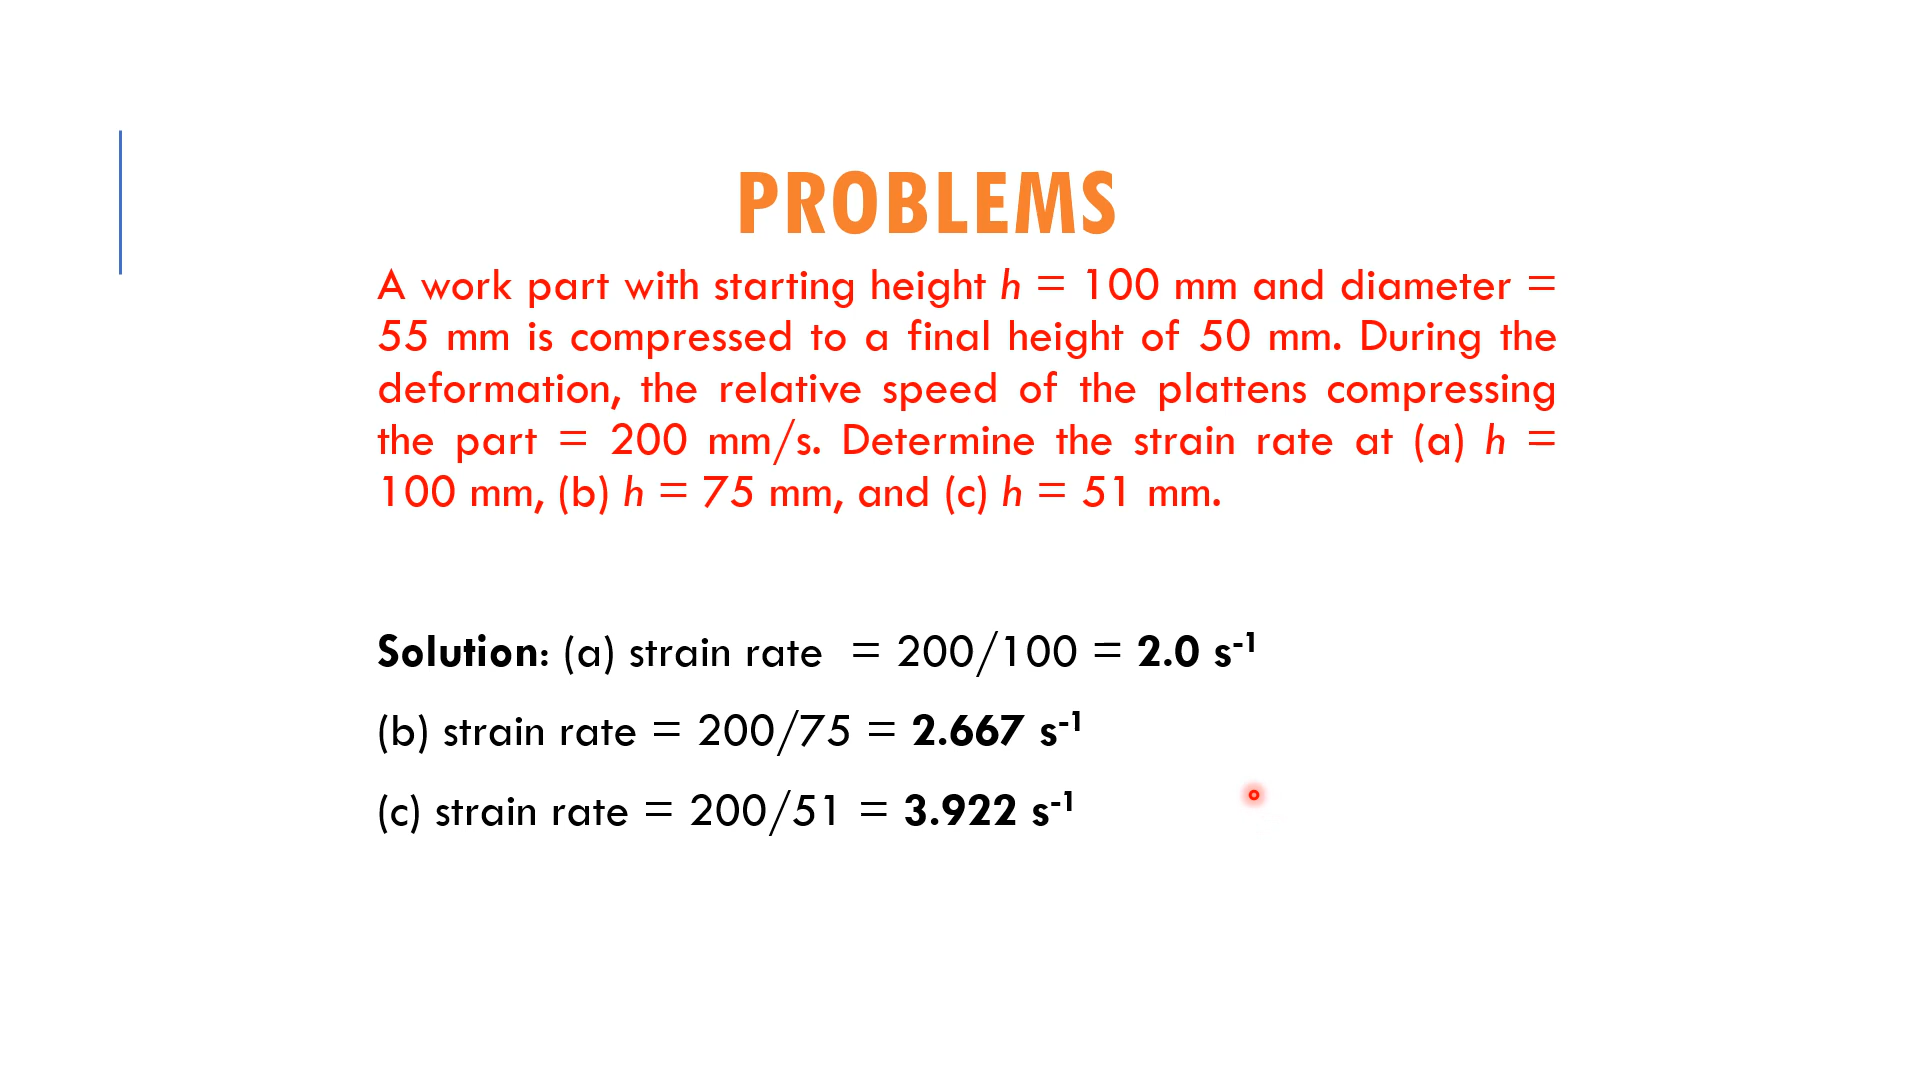 PROBLEMS
A work part with starting height h = 100 mm and diameter =
55 mm is compressed to a final height of 50 mm. During the
deformation, the relative speed of the plattens compressing
the part = 200 mm/s. Determine the strain rate at (a) h =
100 mm, (b) h = 75 mm, and (c) h = 51 mm.
Solution: (a) strain rate = 200/100 = 2.0 s⁻¹
(b) strain rate = 200/75 = 2.667 s⁻¹
(c) strain rate = 200/51 = 3.922 s⁻¹